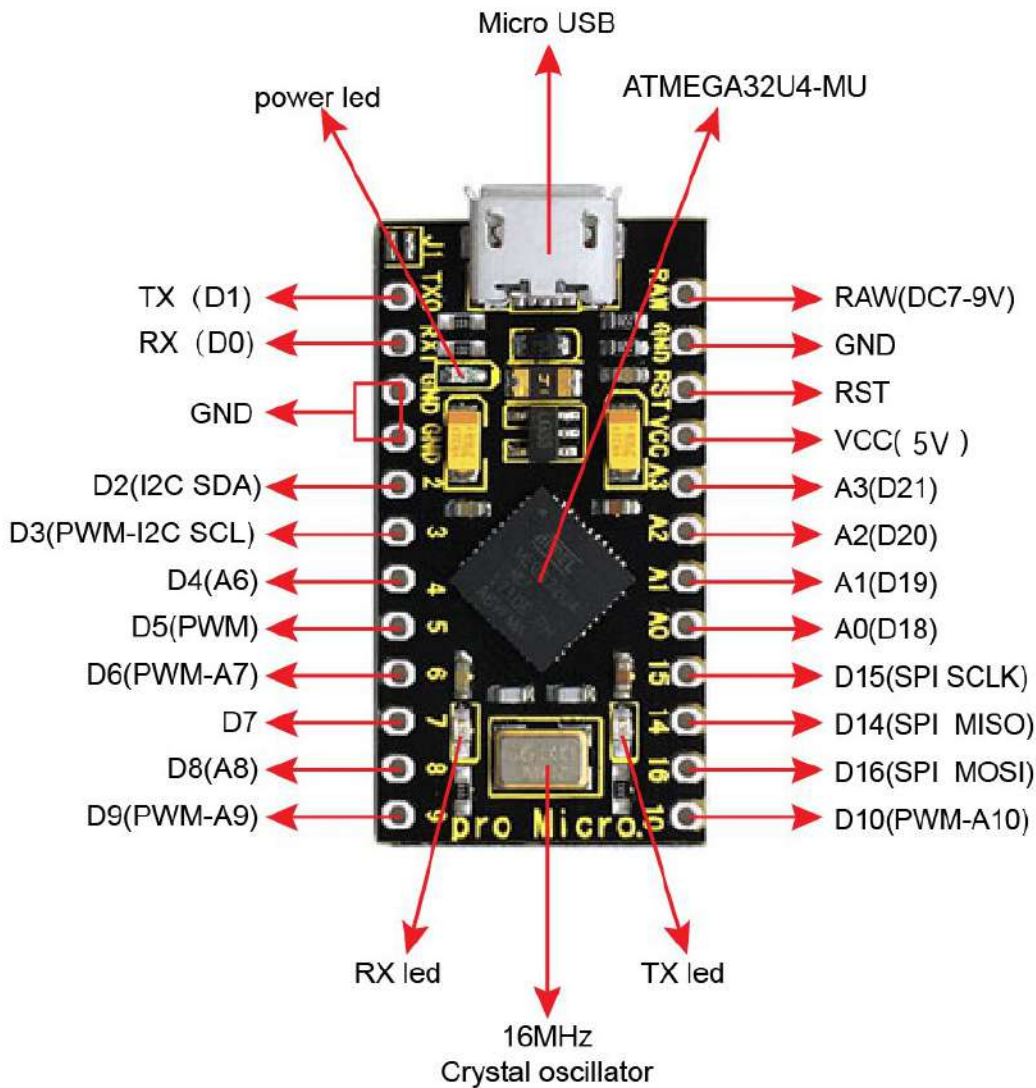 Micro USB
power led
ATMEGA32U4-MU
TX (D1)
RX (D0)
GND
D2(I2C SDA)
D3(PWM-I2C SCL)
D4(A6)
D5(PWM)
D6(PWM-A7)
D7
D8(A8)
D9(PWM-A9)
J1
TXO
RXI
GND
GND
2
3
4
5
6
7
8
9
RAW
GND
RST
VCC
A3
A2
A1
A0
15
14
16
10
pro Micro
RAW(DC7-9V)
GND
RST
VCC( 5V )
A3(D21)
A2(D20)
A1(D19)
A0(D18)
D15(SPI SCLK)
D14(SPI MISO)
D16(SPI MOSI)
D10(PWM-A10)
RX led
TX led
16MHz
Crystal oscillator